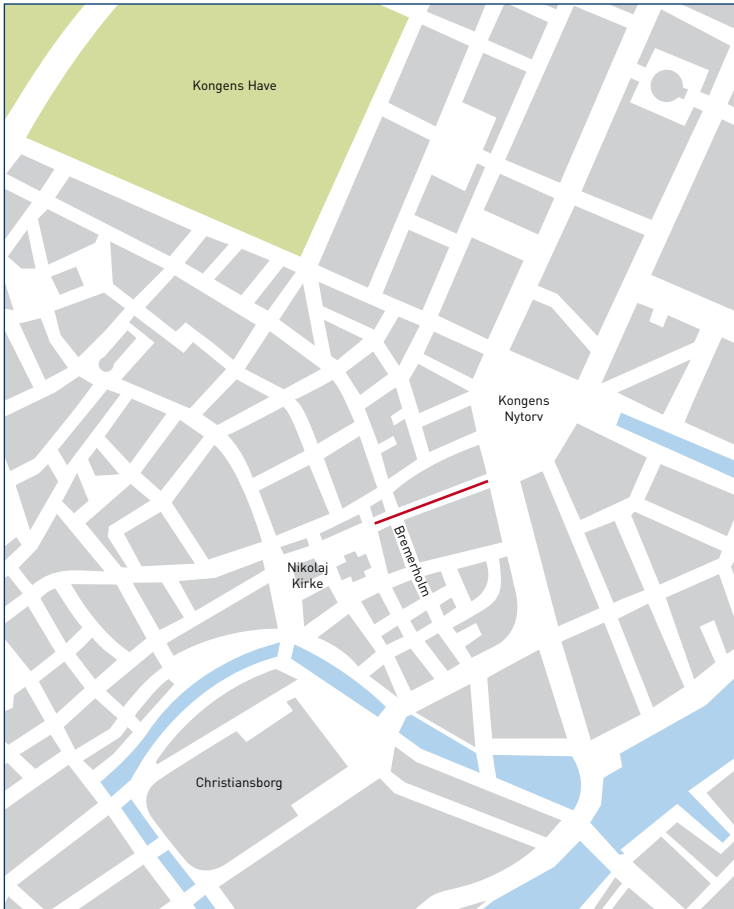 Kongens Have
Kongens
Nytorv
Bremerholm
Nikolaj
Kirke
Christiansborg